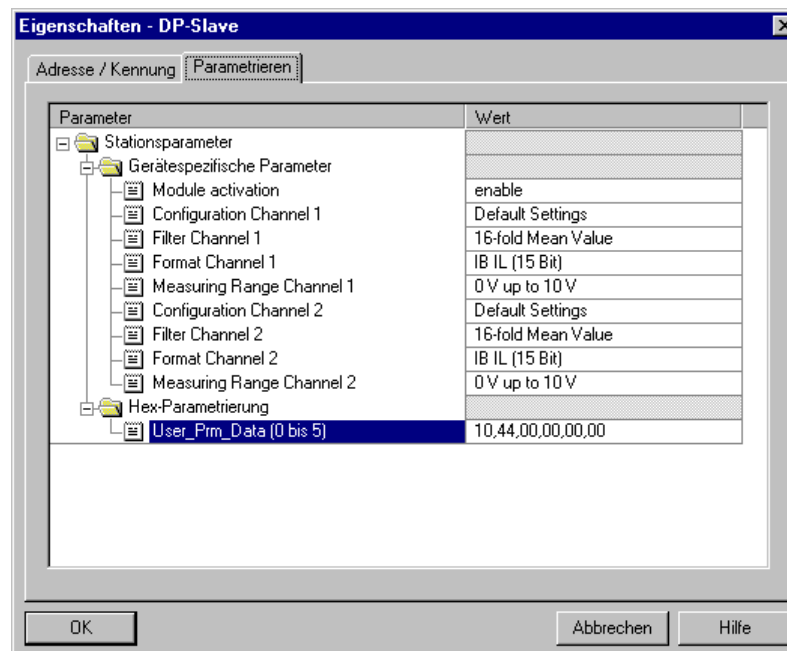 Eigenschaften - DP-Slave
Adresse / Kennung Parametrieren
Parameter Wert
Stationsparameter
Gerätespezifische Parameter
Module activation enable
Configuration Channel 1 Default Settings
Filter Channel 1 16-fold Mean Value
Format Channel 1 IB IL (15 Bit)
Measuring Range Channel 1 0 V up to 10 V
Configuration Channel 2 Default Settings
Filter Channel 2 16-fold Mean Value
Format Channel 2 IB IL (15 Bit)
Measuring Range Channel 2 0 V up to 10 V
Hex-Parametrierung
User_Prm_Data (0 bis 5) 10,44,00,00,00,00
OK Abbrechen Hilfe